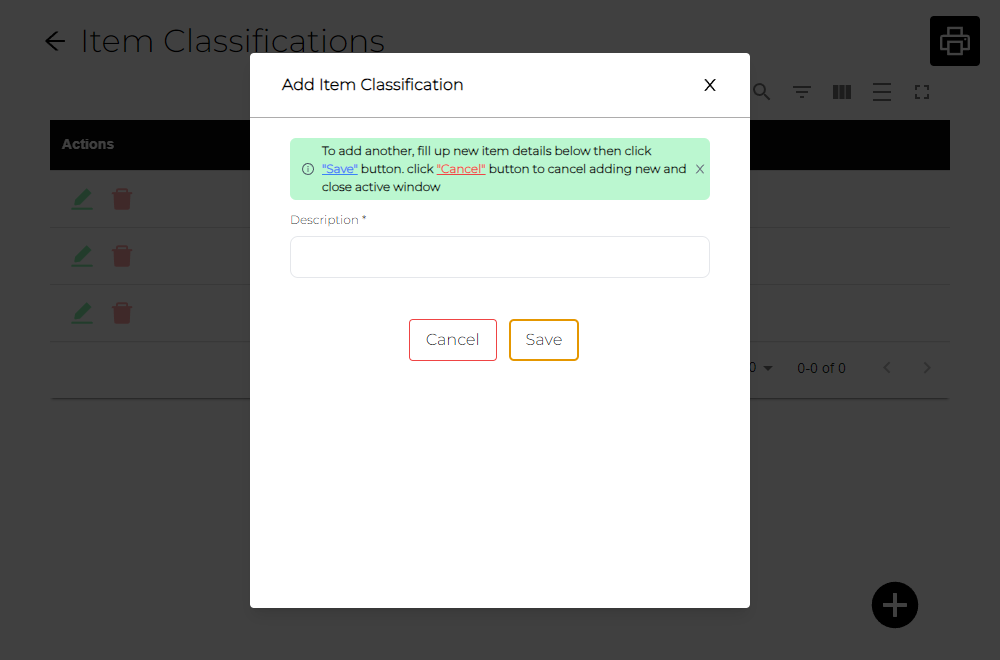 Item Classifications
Add Item Classification
X
Actions
To add another, fill up new item details below then click
"Save" button. click "Cancel" button to cancel adding new and
close active window
Description *
Cancel
Save
0-0 of 0